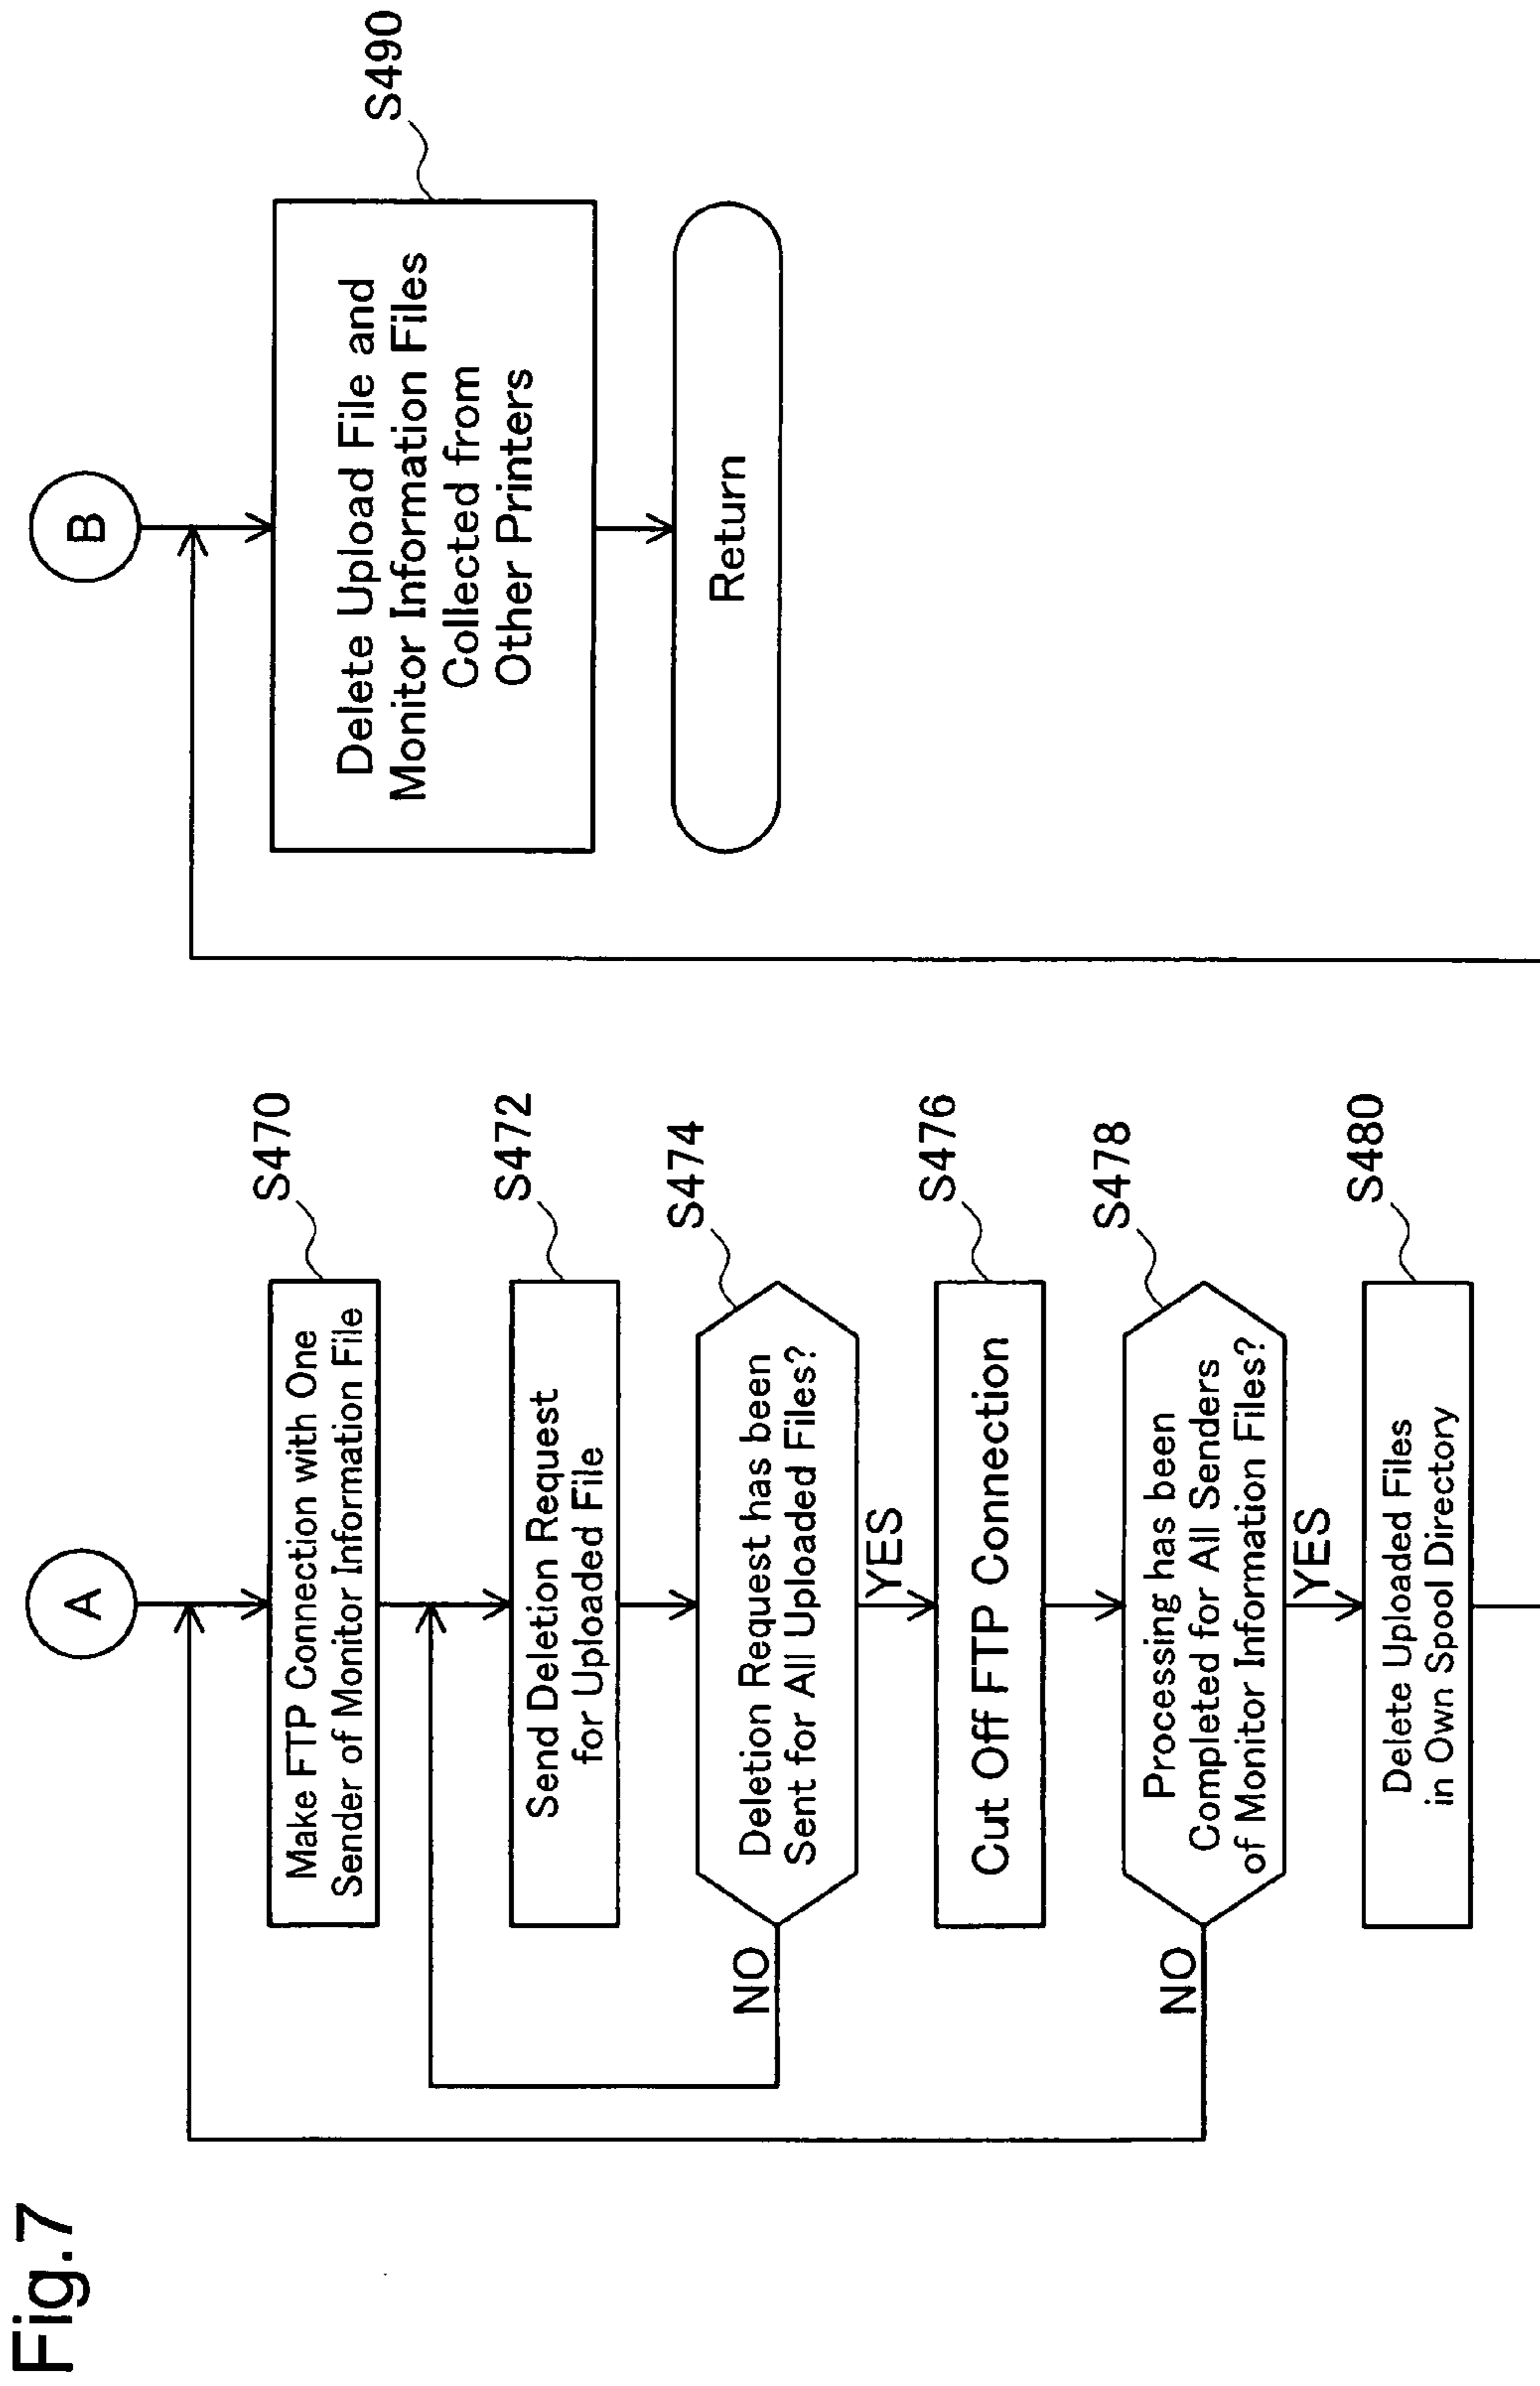 Fig.7
A
S470
Make FTP Connection with One
Sender of Monitor Information File
S472
Send Deletion Request
for Uploaded File
S474
Deletion Request has been
Sent for All Uploaded Files?
NO
YES
S476
Cut Off FTP Connection
S478
Processing has been
Completed for All Senders
of Monitor Information Files?
NO
YES
S480
Delete Uploaded Files
in Own Spool Directory
B
S490
Delete Upload File and
Monitor Information Files
Collected from
Other Printers
Return